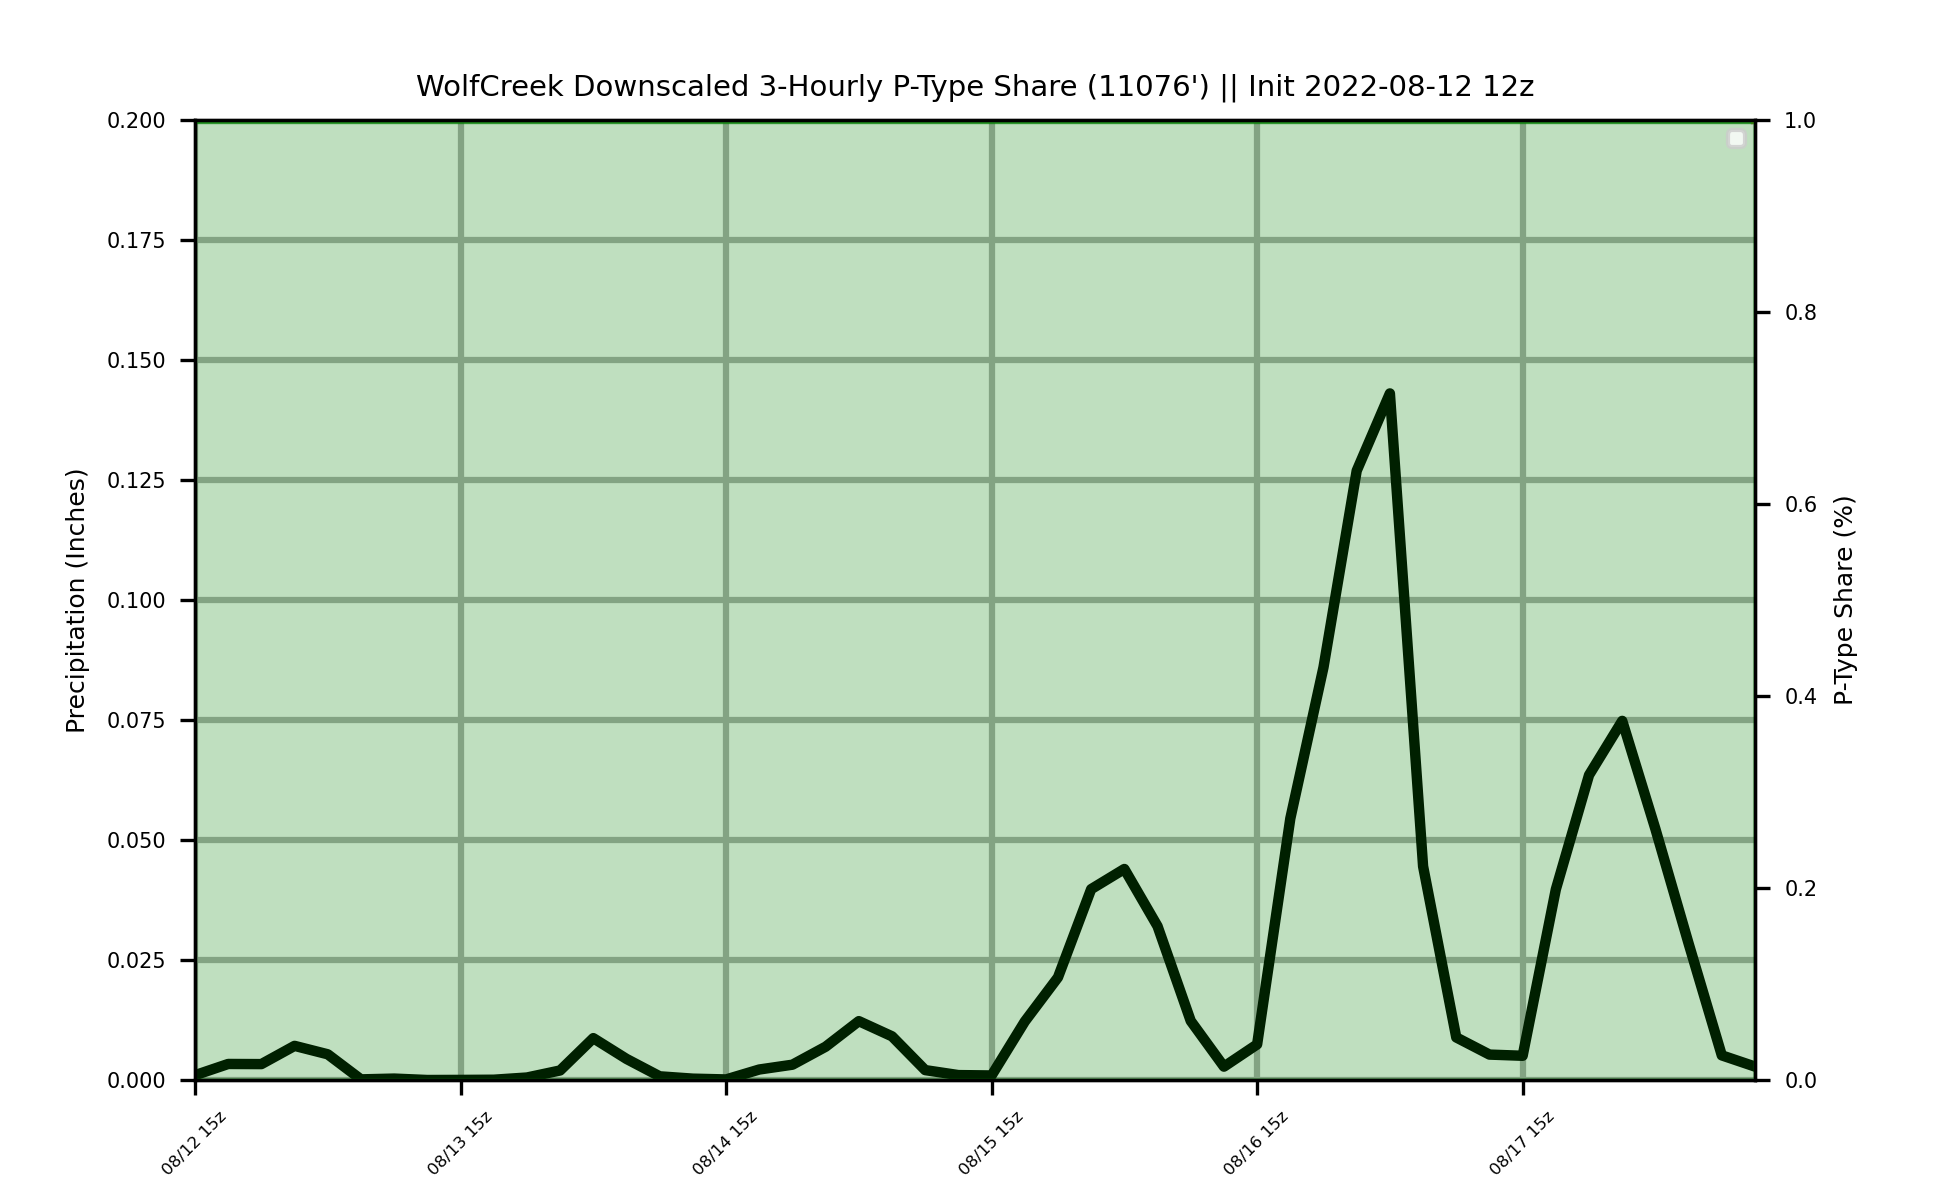 WolfCreek Downscaled 3-Hourly P-Type Share (11076') || Init 2022-08-12 12z
Precipitation (Inches)
0.200
0.175
0.150
0.125
0.100
0.075
0.050
0.025
0.000
1.0
0.8
0.6
0.4
0.2
0.0
P-Type Share (%)
08/12 15z
08/13 15z
08/14 15z
08/15 15z
08/16 15z
08/17 15z